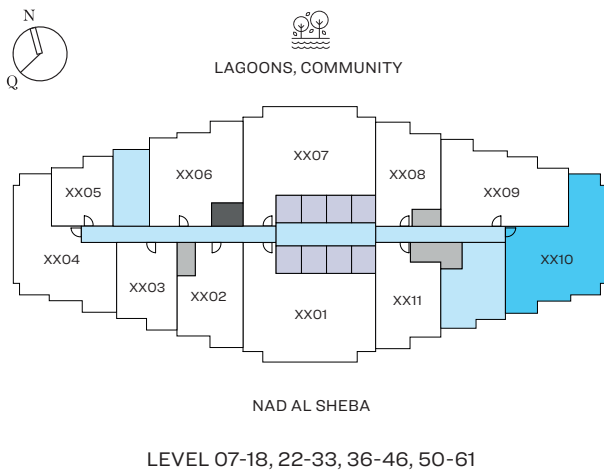 N
Q
LAGOONS, COMMUNITY
XX07
XX06
XX08
XX05
XX09
XX04
XX10
XX03
XX02
XX01
XX11
NAD AL SHEBA
LEVEL 07-18, 22-33, 36-46, 50-61